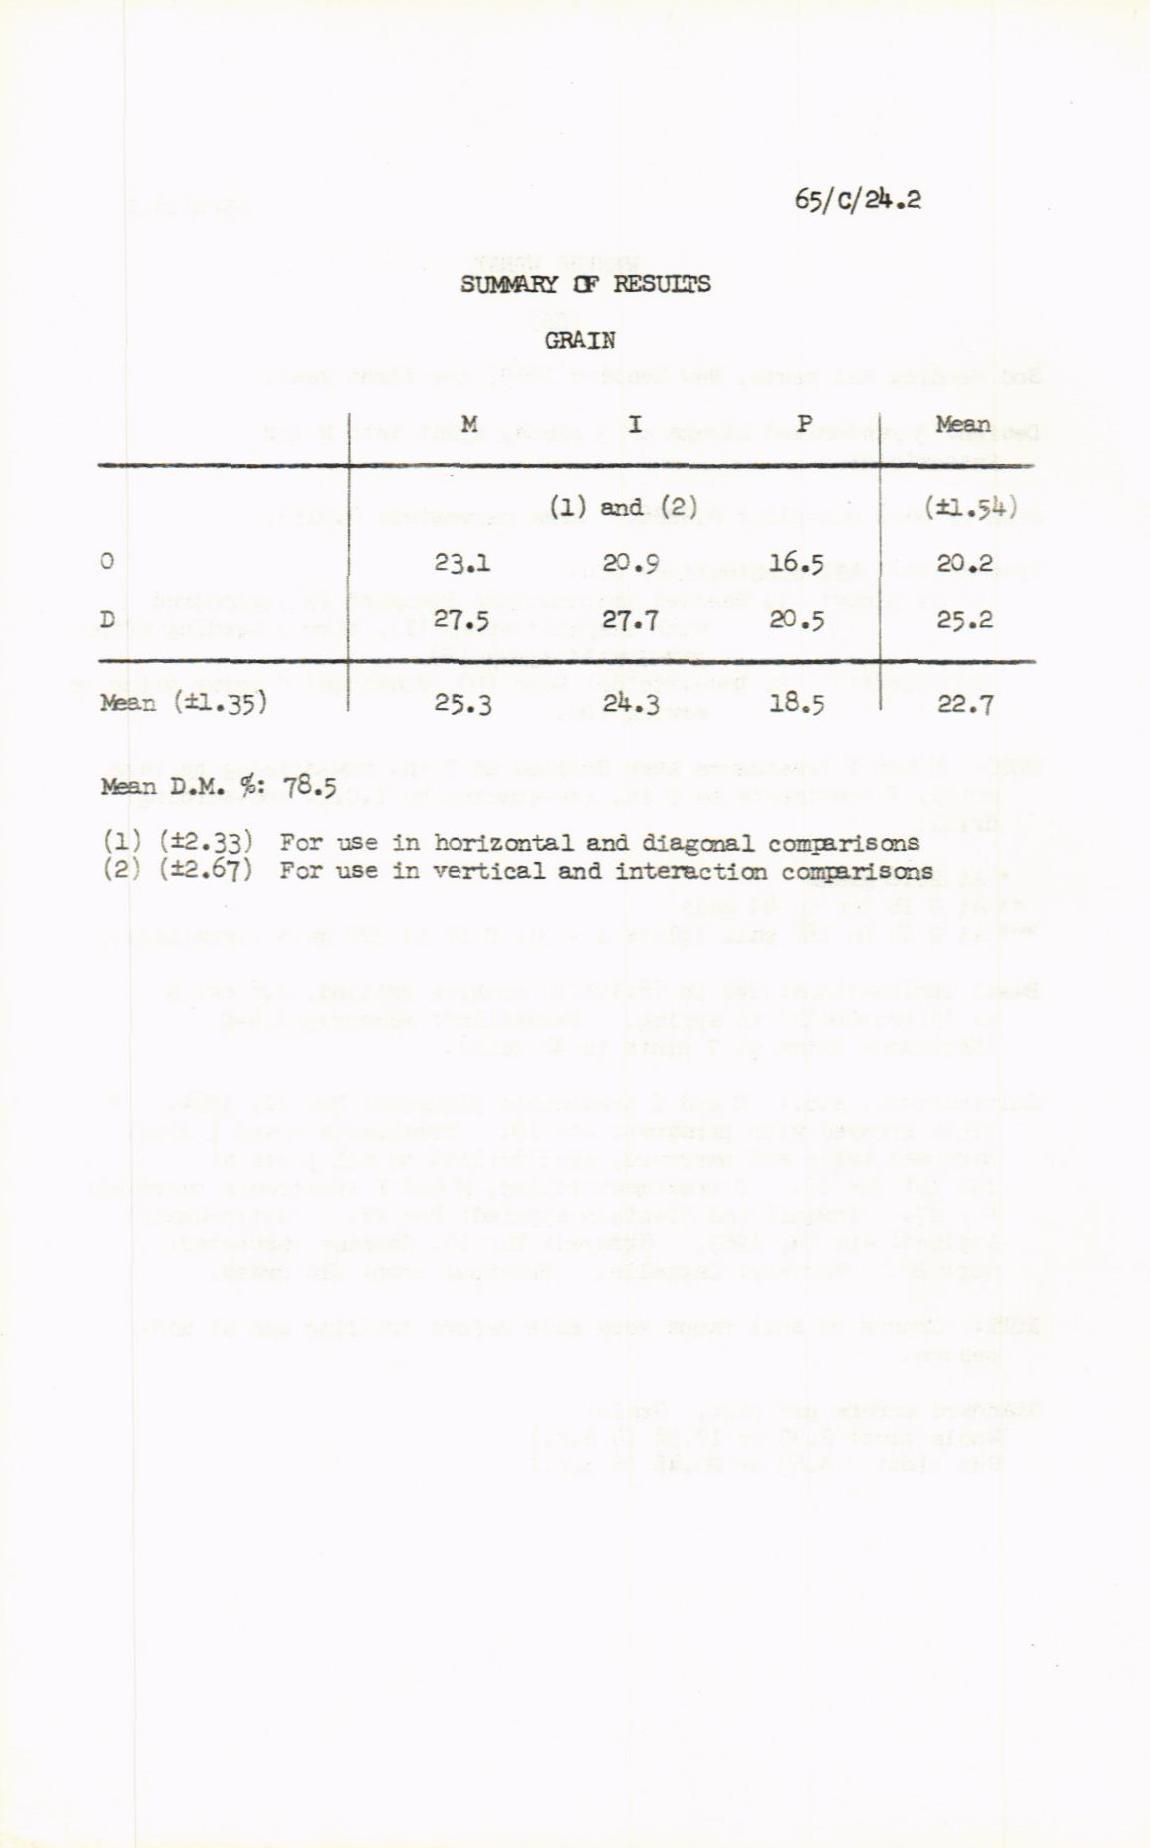 65/C/24.2
SUMMARY OF RESULTS
GRAIN
M I P Mean
(1) and (2) (±1.54)
O 23.1 20.9 16.5 20.2
D 27.5 27.7 20.5 25.2
Mean (±1.35) 25.3 24.3 18.5 22.7
Mean D.M. %: 78.5
(1) (±2.33) For use in horizontal and diagonal comparisons
(2) (±2.67) For use in vertical and interaction comparisons